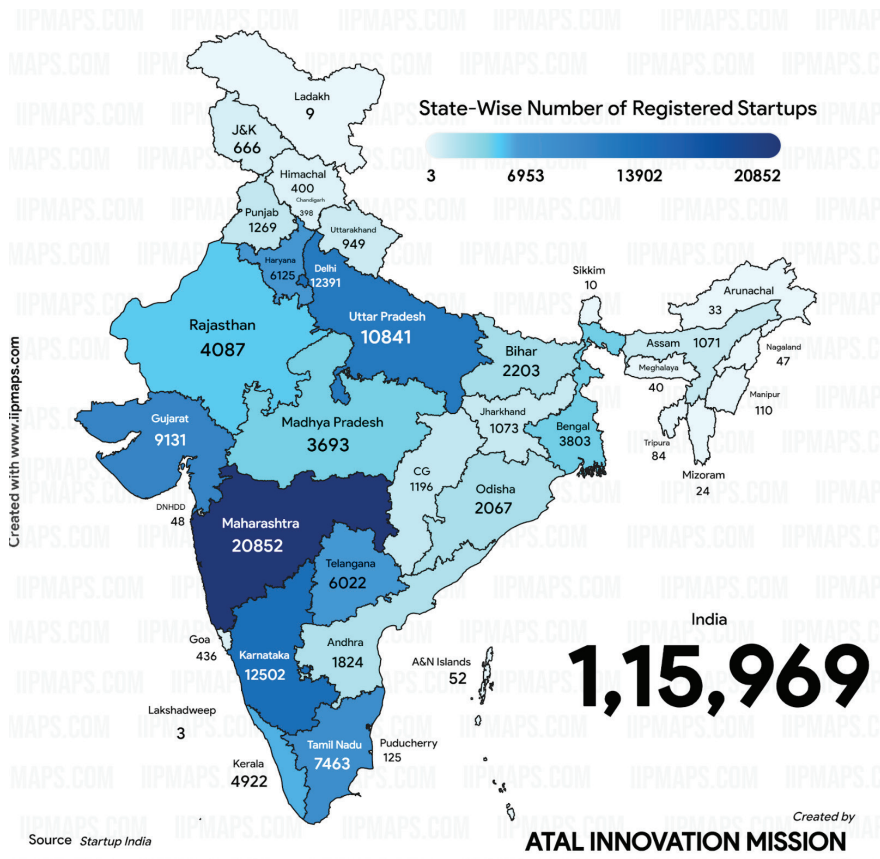 State-Wise Number of Registered Startups
3 6953 13902 20852
Ladakh
9
J&K
666
Himachal
400
Chandigarh
398
Punjab
1269
Uttarakhand
949
Haryana
6125
Delhi
12391
Uttar Pradesh
10841
Rajasthan
4087
Sikkim
10
Arunachal
33
Assam 1071
Nagaland
47
Meghalaya
40
Manipur
110
Tripura
84
Mizoram
24
Bihar
2203
Jharkhand
1073
Bengal
3803
Gujarat
9131
Madhya Pradesh
3693
CG
1196
Odisha
2067
DNHDD
48
Maharashtra
20852
Telangana
6022
Goa
436
Karnataka
12502
Andhra
1824
A&N Islands
52
Lakshadweep
3
Kerala
4922
Tamil Nadu
7463
Puducherry
125
India
1,15,969
Created with www.iipmaps.com
Source Startup India
Created by
ATAL INNOVATION MISSION
IIPMAPS.COM